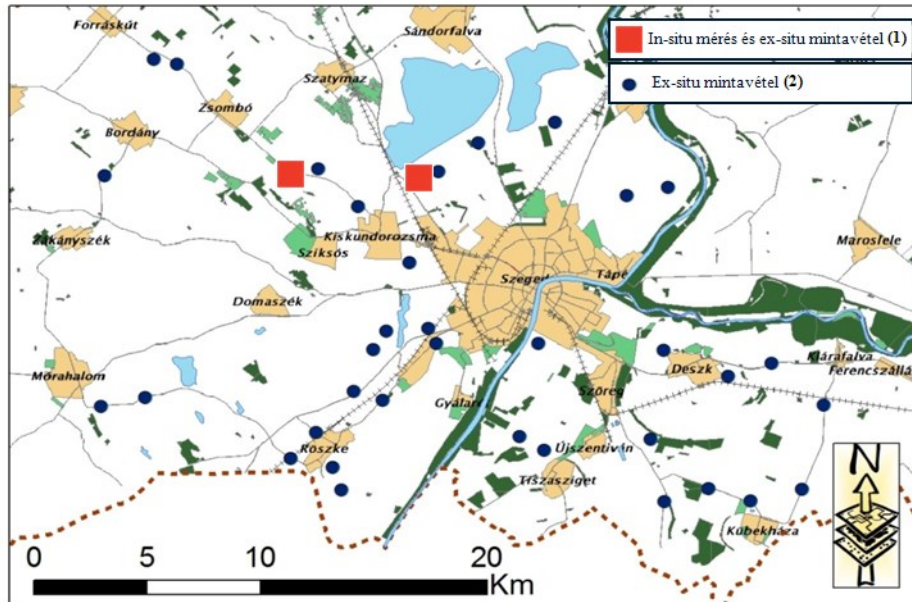 Forráskút
Sándorfalva
In-situ mérés és ex-situ mintavétel (1)
Ex-situ mintavétel (2)
Szatymaz
Zsombó
Bordány
Zákányszék
Kiskundorozsma
Sziksós
Marosfele
Szeged
Tápé
Domaszék
Mórahalom
Klárafalva
Ferencszállás
Deszk
Szőreg
Gyálarét
Röszke
Újszentiván
Tiszasziget
Kübekháza
N
0 5 10 20
Km